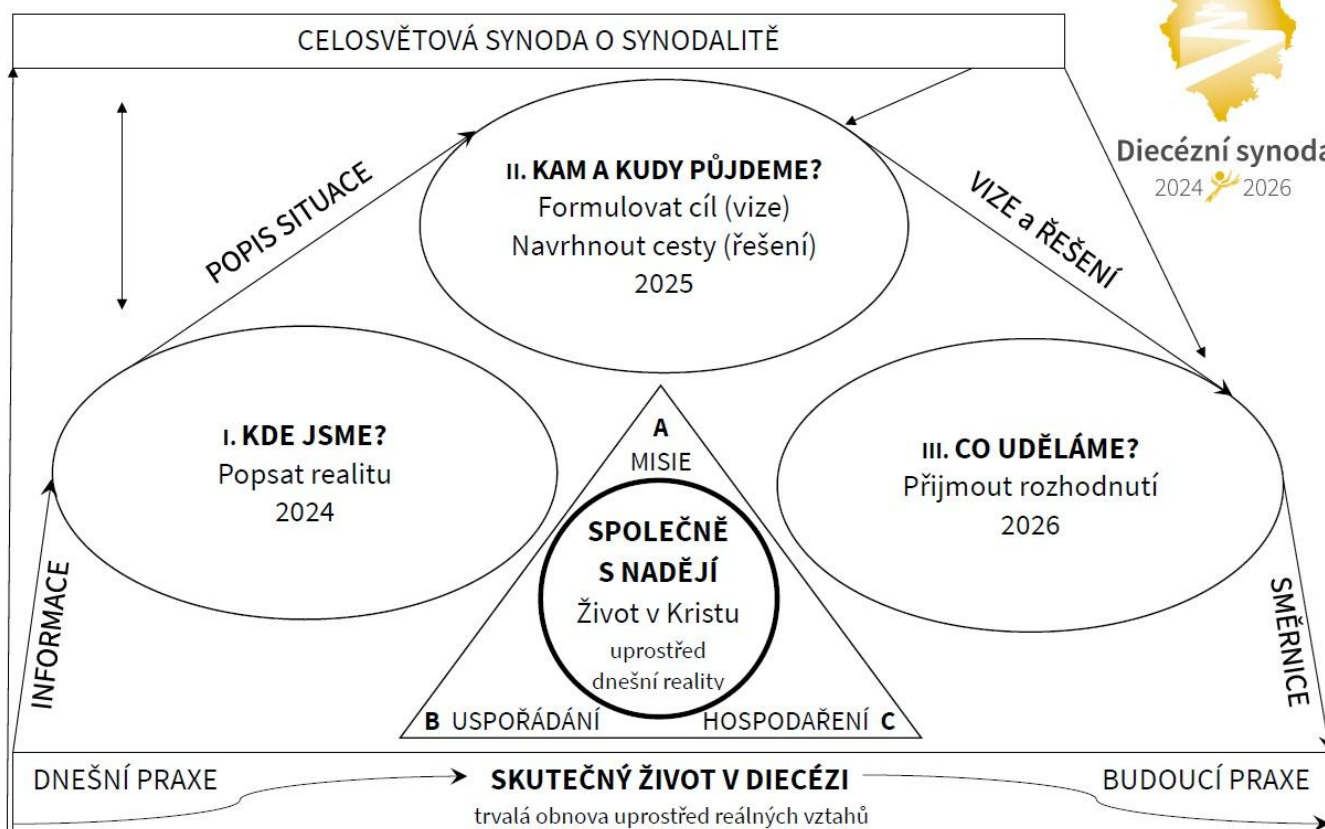 CELOSVĚTOVÁ SYNODA O SYNODALITĚ
Diecézní synoda
2024 2026
POPIS SITUACE
II. KAM A KUDY PŮJDEME?
Formulovat cíl (vize)
Navrhnout cesty (řešení)
2025
VIZE a ŘEŠENÍ
I. KDE JSME?
Popsat realitu
2024
A
MISIE
SPOLEČNĚ
S NADĚJÍ
Život v Kristu
uprostřed
dnešní reality
B USPOŘÁDÁNÍ
HOSPODAŘENÍ C
III. CO UDĚLÁME?
Přijmout rozhodnutí
2026
INFORMACE
SMĚRNICE
DNEŠNÍ PRAXE
SKUTEČNÝ ŽIVOT V DIECÉZI
trvalá obnova uprostřed reálných vztahů
BUDOUCÍ PRAXE